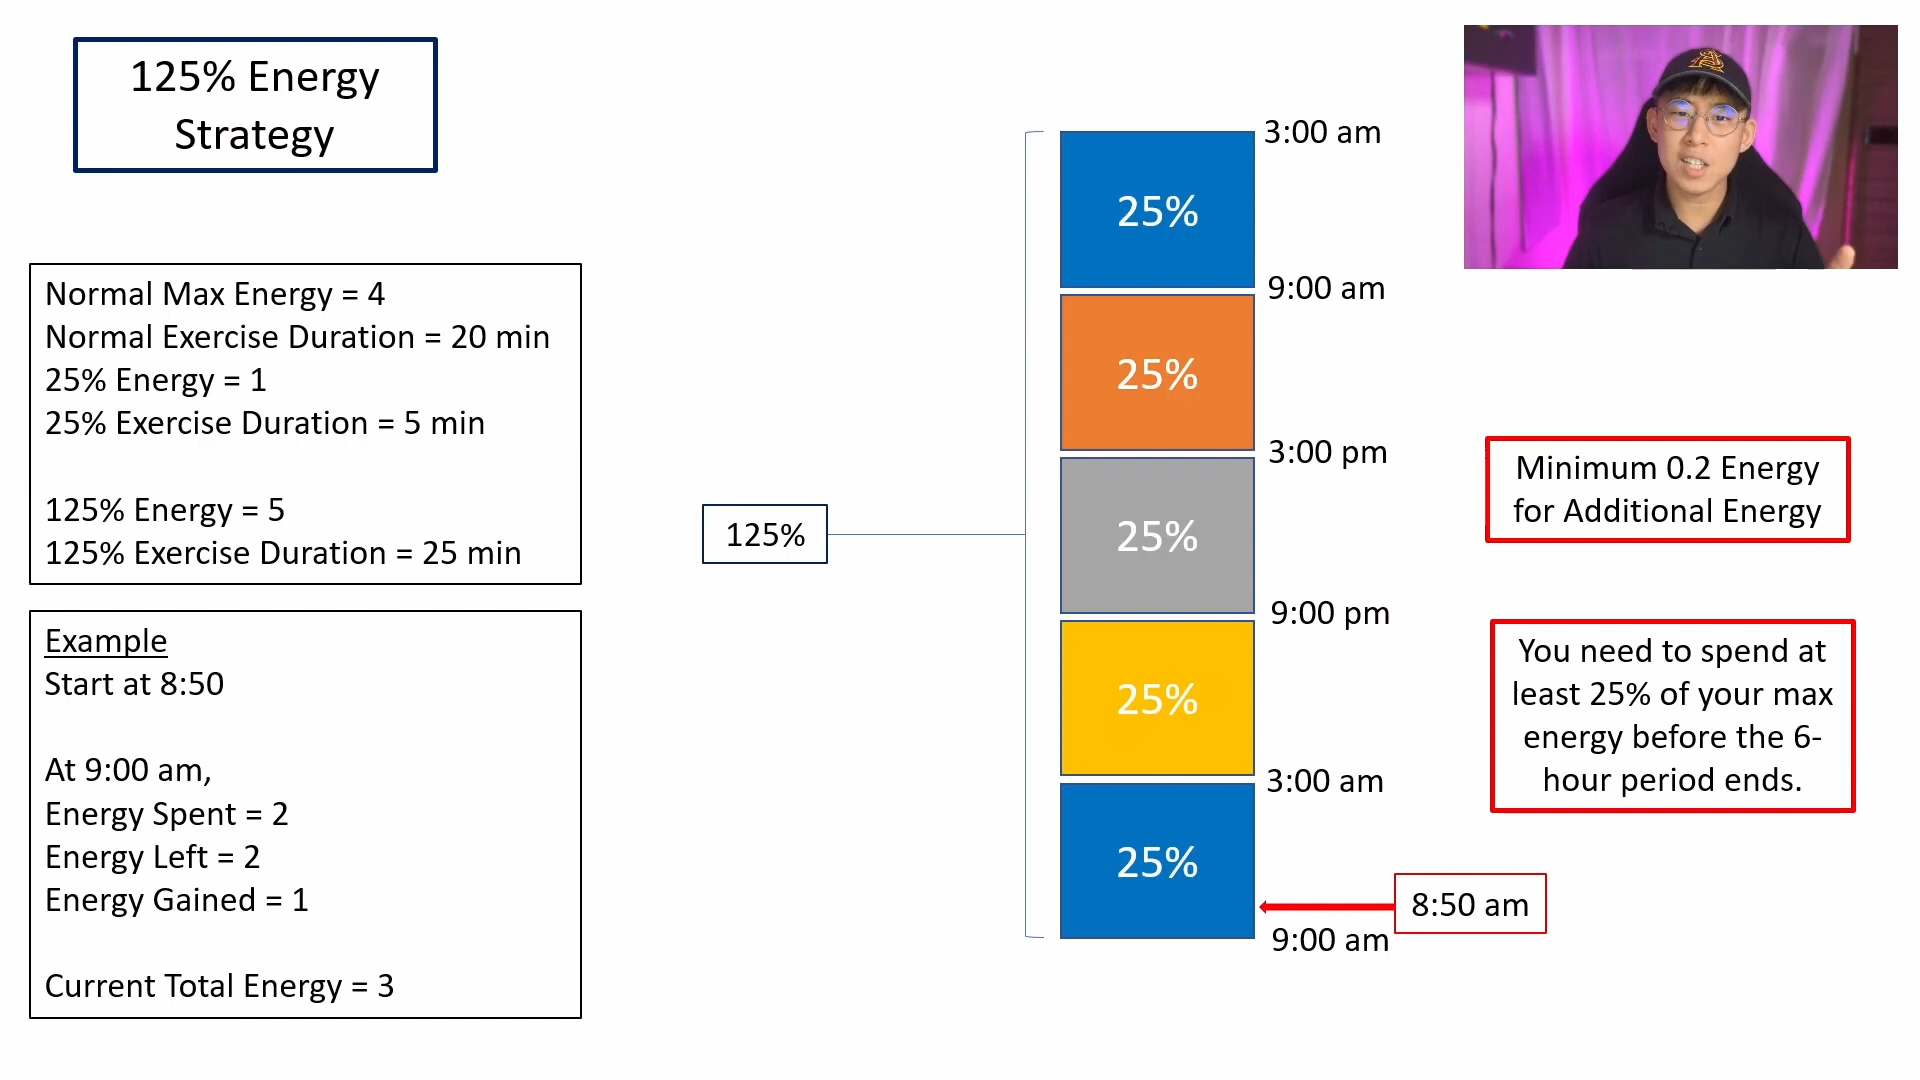 125% Energy
Strategy
Normal Max Energy = 4
Normal Exercise Duration = 20 min
25% Energy = 1
25% Exercise Duration = 5 min
125% Energy = 5
125% Exercise Duration = 25 min
Example
Start at 8:50
At 9:00 am,
Energy Spent = 2
Energy Left = 2
Energy Gained = 1
Current Total Energy = 3
125%
3:00 am
25%
9:00 am
25%
3:00 pm
25%
9:00 pm
25%
3:00 am
25%
8:50 am
9:00 am
Minimum 0.2 Energy
for Additional Energy
You need to spend at
least 25% of your max
energy before the 6-
hour period ends.